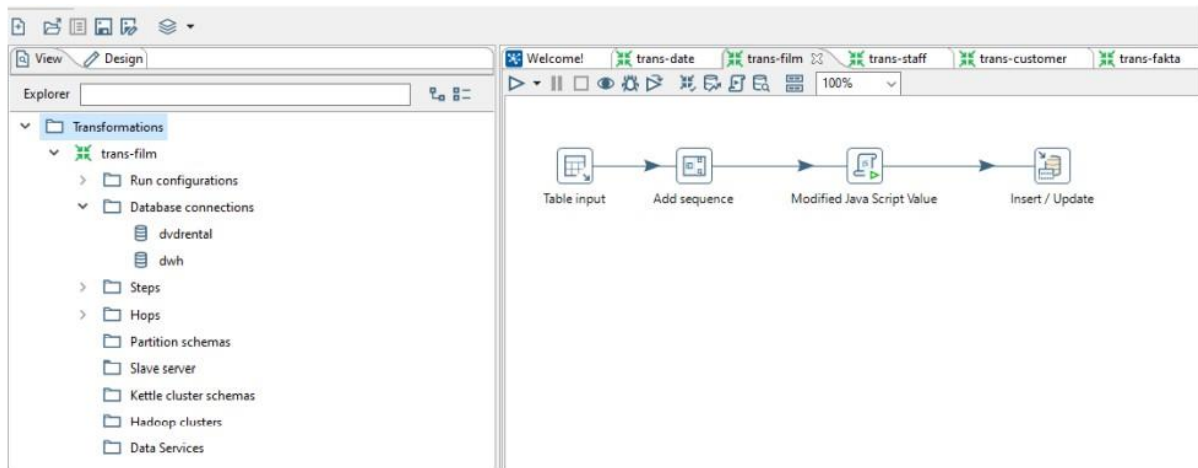 View
Design
Welcome!
trans-date
trans-film
trans-staff
trans-customer
trans-fakta
Explorer
100%
Transformations
trans-film
Run configurations
Database connections
dvdrental
dwh
Steps
Hops
Partition schemas
Slave server
Kettle cluster schemas
Hadoop clusters
Data Services
Table input
Add sequence
Modified Java Script Value
Insert / Update